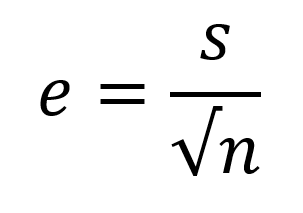 e = s / √n